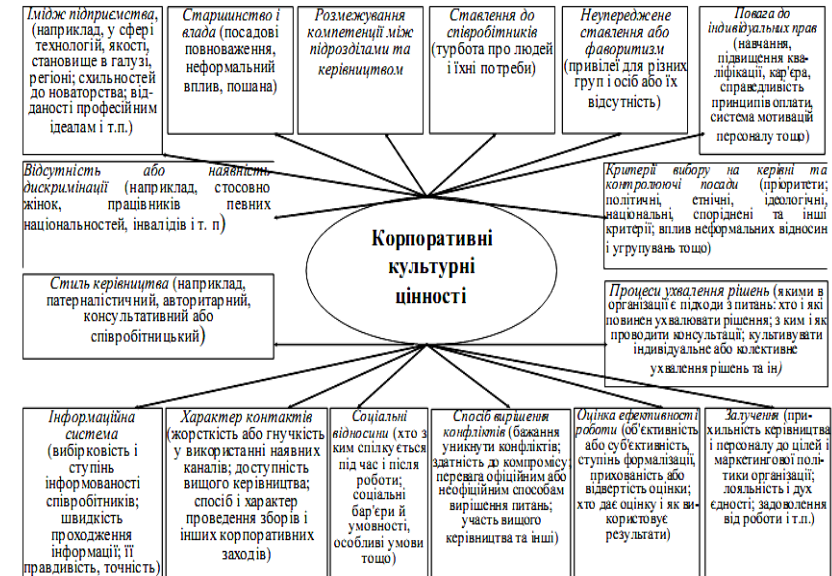 Імідж підприємства,
(наприклад, у сфері
технологій, якості,
становище в галузі,
регіоні; схильностей
до новаторства; від-
даності професійним
ідеалам і т.п.)
Старшинство і
влада (посадові
повноваження,
неформальний
вплив, пошана)
Розмежування
компетенції між
підрозділами та
керівництвом
Ставлення до
співробітників
(турбота про людей
і їхні потреби)
Неупереджене
ставлення або
фаворитизм
(привілеї для різних
груп і осіб або їх
відсутність)
Повага до
індивідуальних прав
(навчання,
підвищення ква-
ліфікації, кар'єра,
справедливість
принципів оплати,
система мотивацій
персоналу тощо)
Відсутність або наявність
дискримінації (наприклад, стосовно
жінок, працівників певних
національностей, інвалідів і т. п)
Критерії вибору на керівні та
контролюючі посади (пріоритети;
політичні, етнічні, ідеологічні,
національні, споріднені та інші
критерії; вплив неформальних відносин
і угрупувань тощо)
Корпоративні
культурні
цінності
Стиль керівництва (наприклад,
патерналістичний, авторитарний,
консультативний або
співробітницький)
Процеси ухвалення рішень (якими в
організації є підходи з питань: хто і які
повинен ухвалювати рішення; з ким і як
проводити консультації; культивувати
індивідуальне або колективне
ухвалення рішень та ін)
Інформаційна
система
(вибірковість і
ступінь
інформованості
співробітників;
швидкість
проходження
інформації; її
правдивість, точність)
Характер контактів
(жорсткість або гнучкість
у використанні наявних
каналів; доступність
вищого керівництва;
спосіб і характер
проведення зборів і
інших корпоративних
заходів)
Соціальні
відносини (хто з
ким спілкується
під час і після
роботи;
соціальні
бар'єри й
умовності,
особливі умови
тощо)
Спосіб вирішення
конфліктів (бажання
уникнути конфліктів;
здатність до компромісу;
перевага офіційним або
неофіційним способам
вирішення питань;
участь вищого
керівництва та інші)
Оцінка ефективності
роботи (об'єктивність
або суб'єктивність,
ступінь формалізації,
прихованість або
відвертість оцінки;
хто дає оцінку і як ви-
користовує
результати)
Залучення (при-
хильність керівництва
і персоналу до цілей і
маркетингової полі-
тики організації;
лояльність і дух
єдності; задоволення
від роботи і т.п.)